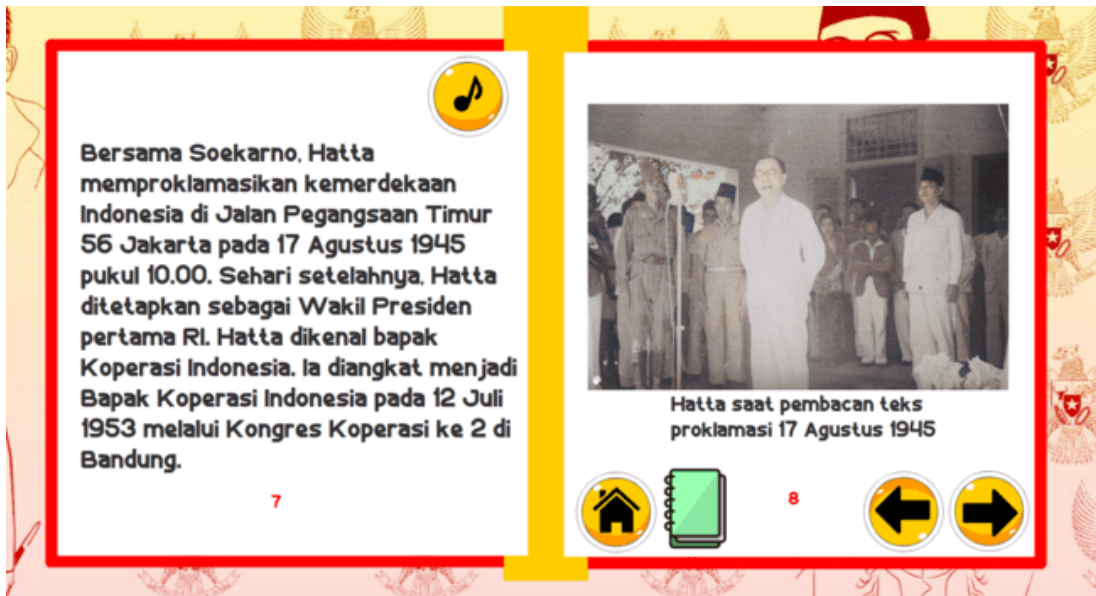 Bersama Soekarno, Hatta
memproklamasikan kemerdekaan
Indonesia di Jalan Pegangsaan Timur
56 Jakarta pada 17 Agustus 1945
pukul 10.00. Sehari setelahnya, Hatta
ditetapkan sebagai Wakil Presiden
pertama RI. Hatta dikenal bapak
Koperasi Indonesia. Ia diangkat menjadi
Bapak Koperasi Indonesia pada 12 Juli
1953 melalui Kongres Koperasi ke 2 di
Bandung.
7
Hatta saat pembacan teks
proklamasi 17 Agustus 1945
8